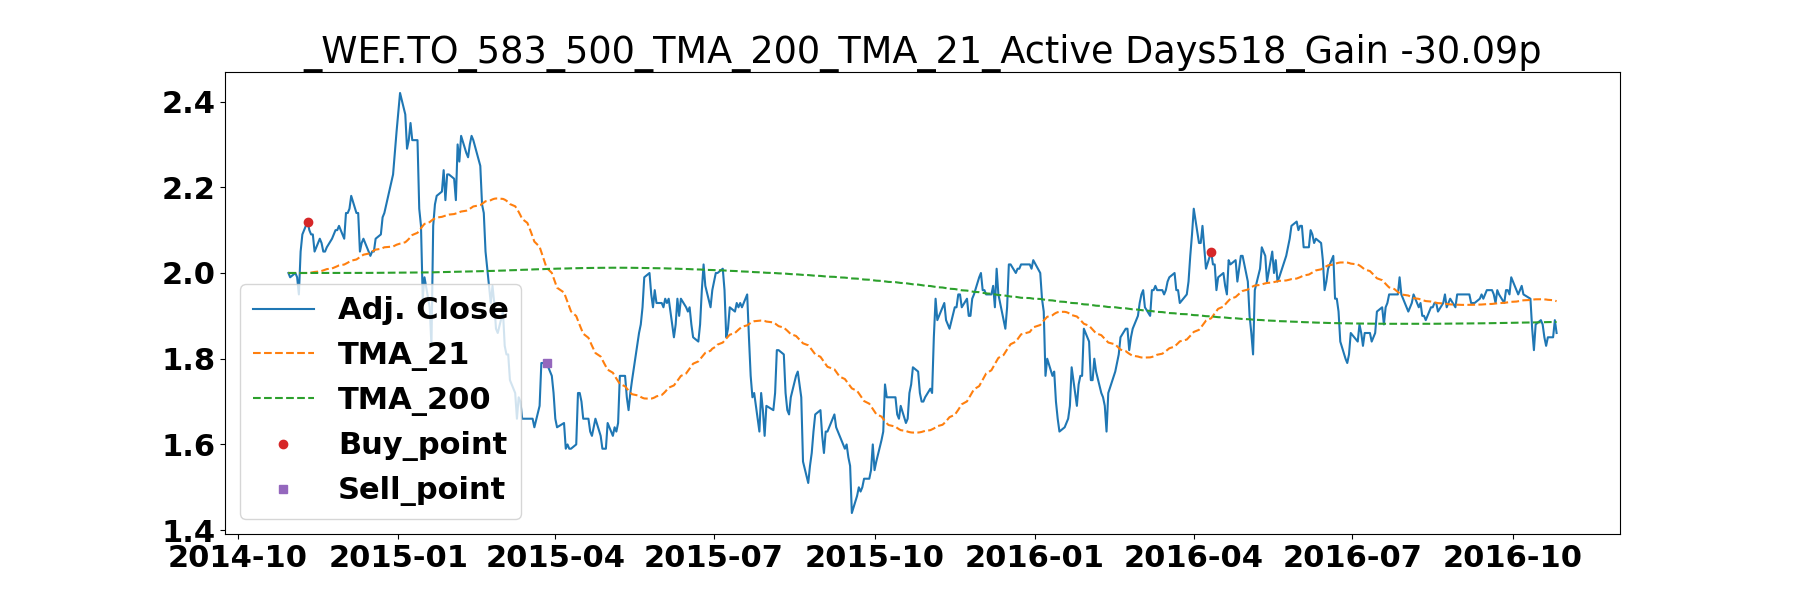 _WEF.TO_583_500_TMA_200_TMA_21_Active Days518_Gain -30.09p
2.4
2.2
2.0
1.8
1.6
1.4
Adj. Close
TMA_21
TMA_200
Buy_point
Sell_point
2014-10 2015-01 2015-04 2015-07 2015-10 2016-01 2016-04 2016-07 2016-10